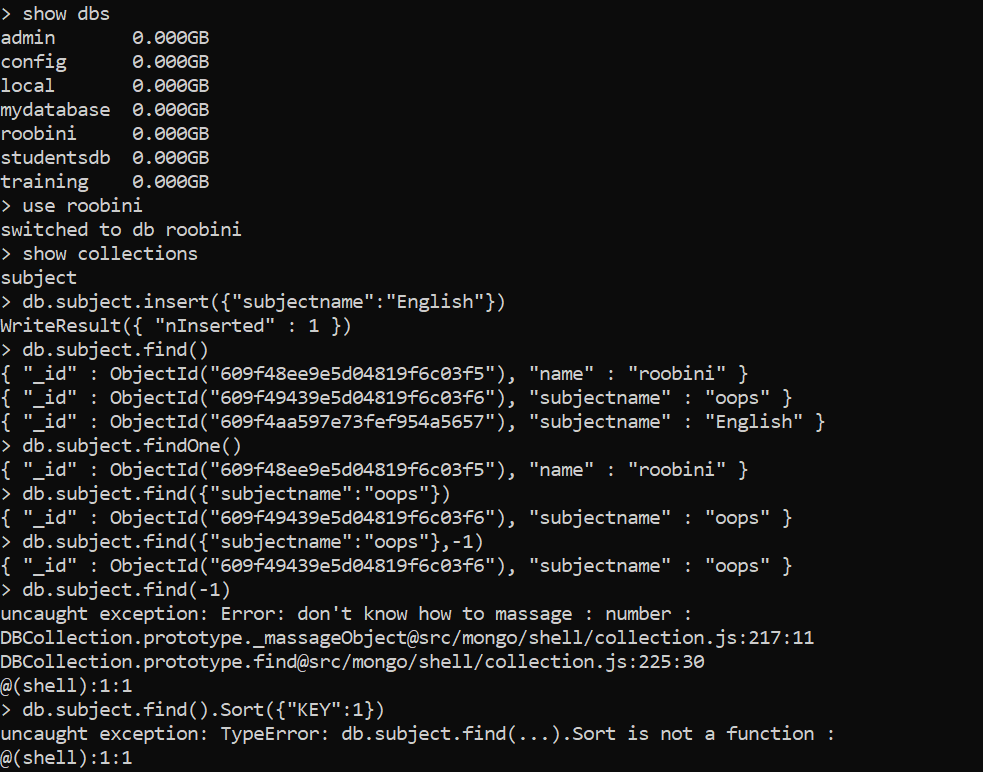 > show dbs
admin       0.000GB
config      0.000GB
local       0.000GB
mydatabase  0.000GB
roobini     0.000GB
studentsdb  0.000GB
training    0.000GB
> use roobini
switched to db roobini
> show collections
subject
> db.subject.insert({"subjectname":"English"})
WriteResult({ "nInserted" : 1 })
> db.subject.find()
{ "_id" : ObjectId("609f48ee9e5d04819f6c03f5"), "name" : "roobini" }
{ "_id" : ObjectId("609f49439e5d04819f6c03f6"), "subjectname" : "oops" }
{ "_id" : ObjectId("609f4aa597e73fef954a5657"), "subjectname" : "English" }
> db.subject.findOne()
{ "_id" : ObjectId("609f48ee9e5d04819f6c03f5"), "name" : "roobini" }
> db.subject.find({"subjectname":"oops"})
{ "_id" : ObjectId("609f49439e5d04819f6c03f6"), "subjectname" : "oops" }
> db.subject.find({"subjectname":"oops"},-1)
{ "_id" : ObjectId("609f49439e5d04819f6c03f6"), "subjectname" : "oops" }
> db.subject.find(-1)
uncaught exception: Error: don't know how to massage : number :
DBCollection.prototype._massageObject@src/mongo/shell/collection.js:217:11
DBCollection.prototype.find@src/mongo/shell/collection.js:225:30
@(shell):1:1
> db.subject.find().Sort({"KEY":1})
uncaught exception: TypeError: db.subject.find(...).Sort is not a function :
@(shell):1:1